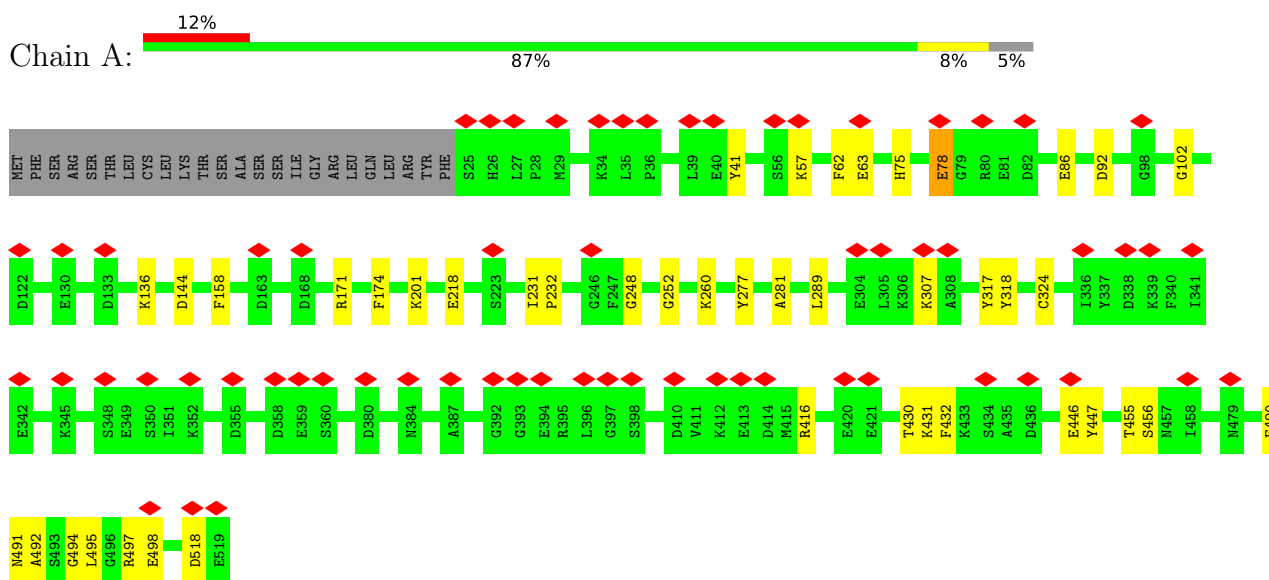 12%
Chain A:
87% 8% 5%
MET PHE SER ARG SER THR LEU CYS LEU LYS THR SER ALA SER SER ILE GLY ARG LEU GLN LEU ARG TYR PHE S25 H26 L27 P28 M29 K34 L35 P36 L39 E40 Y41 S56 K57 F62 E63 H75 E78 G79 R80 E81 D82 E86 D92 G98 G102
D122 E130 D133 K136 D144 F158 D163 D168 R171 F174 K201 E218 S223 I231 P232 G246 F247 G248 G252 K260 Y277 A281 L289 E304 L305 K306 K307 A308 Y317 Y318 C324 I336 Y337 D338 K339 F340 I341
E342 K345 S348 E349 S350 I351 K352 D355 D358 E359 S360 D380 N384 A387 G392 G393 E394 R395 L396 G397 S398 D410 V411 K412 E413 D414 M415 R416 E420 E421 T430 K431 F432 K433 S434 A435 D436 E446 Y447 T455 S456 N457 I458 N479
N491 A492 S493 G494 L495 G496 R497 E498 D518 E519